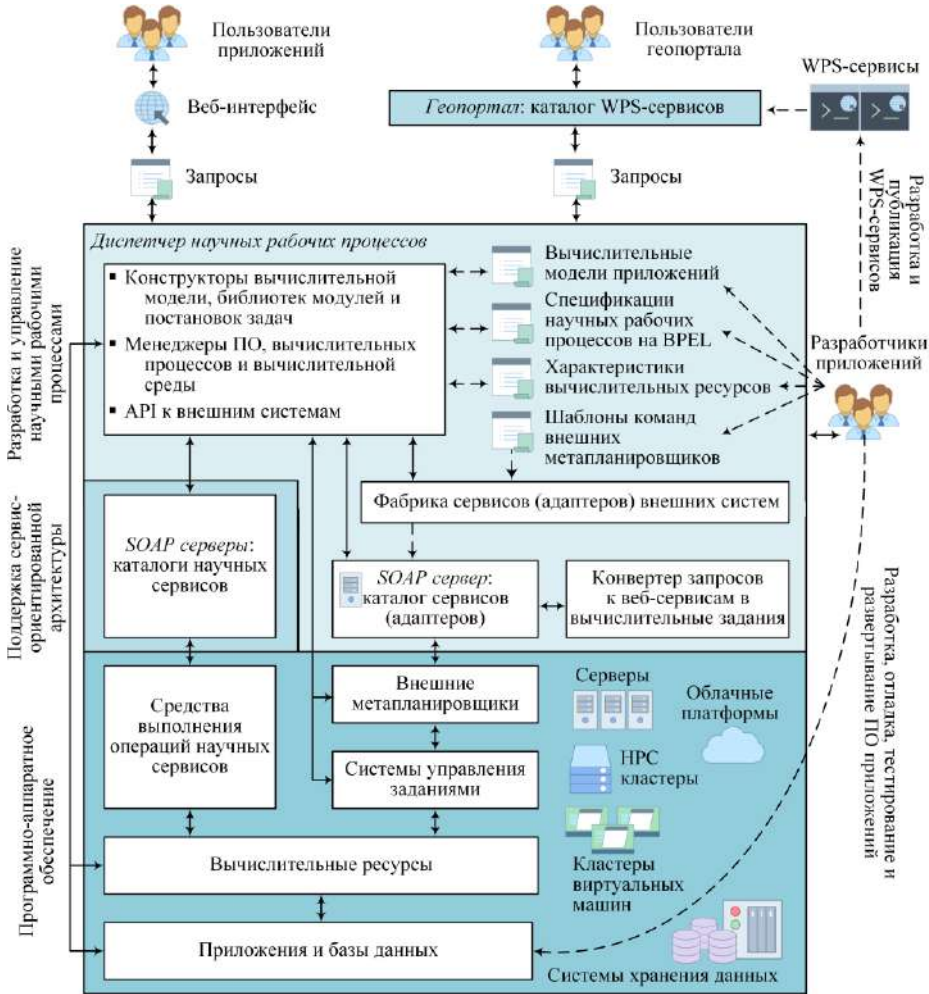 Пользователи
приложений
Пользователи
геопортала
WPS-сервисы
Веб-интерфейс
Геопортал: каталог WPS-сервисов
Запросы
Запросы
Разработка и
публикация
WPS-сервисов
Диспетчер научных рабочих процессов
▪ Конструкторы вычислительной
модели, библиотек модулей и
постановок задач
▪ Менеджеры ПО, вычислительных
процессов и вычислительной
среды
▪ API к внешним системам
Вычислительные
модели приложений
Спецификации
научных рабочих
процессов на BPEL
Характеристики
вычислительных ресурсов
Шаблоны команд
внешних
метапланировщиков
Разработчики
приложений
Разработка и управление
научными рабочими
процессами
Фабрика сервисов (адаптеров) внешних систем
SOAP серверы:
каталоги научных
сервисов
SOAP сервер:
каталог сервисов
(адаптеров)
Конвертер запросов
к веб-сервисам в
вычислительные задания
Поддержка сервис-
ориентированной
архитектуры
Разработка, отладка, тестирование и
развертывание ПО приложений
Средства
выполнения
операций научных
сервисов
Внешние
метапланировщики
Системы управления
заданиями
Серверы
Облачные
платформы
HPC
кластеры
Кластеры
виртуальных
машин
Вычислительные ресурсы
Приложения и базы данных
Системы хранения данных
Программно-аппаратное
обеспечение